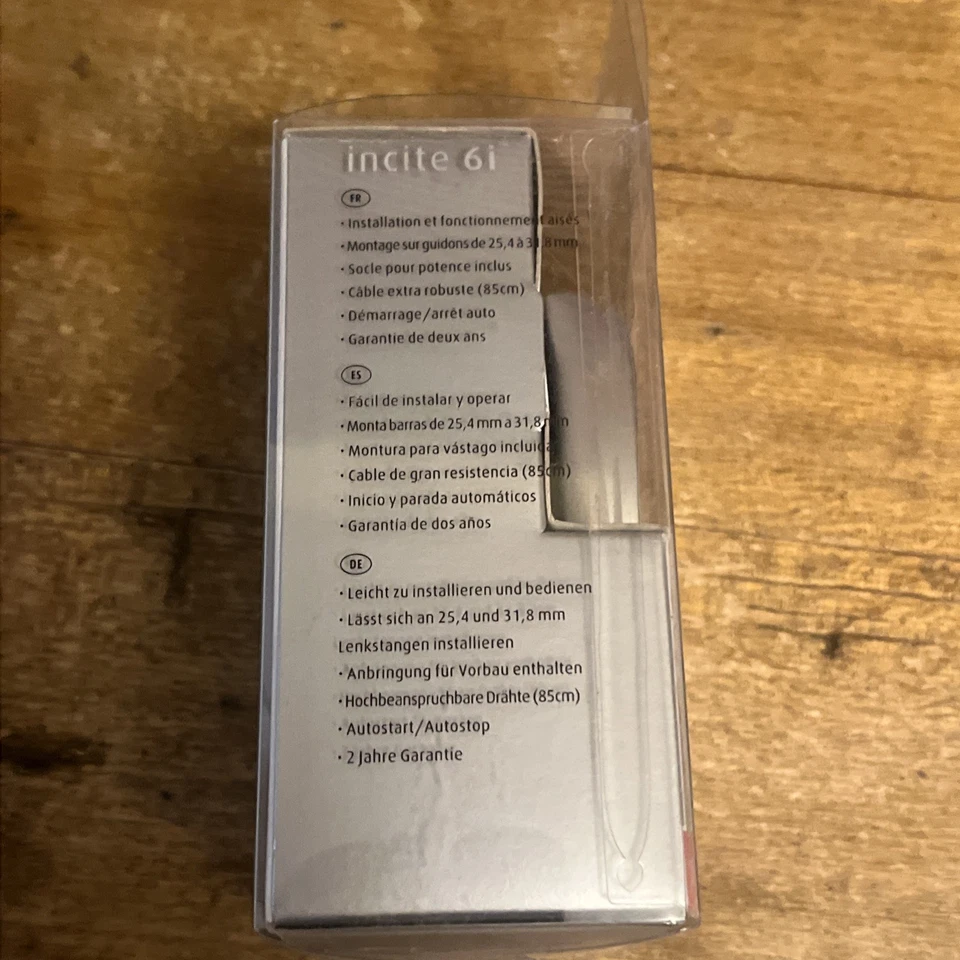 incite 6i
FR
· Installation et fonctionnement aisés
· Montage sur guidons de 25,4 à 31,8 mm
· Socle pour potence inclus
· Câble extra robuste (85cm)
· Démarrage/arrêt auto
· Garantie de deux ans
ES
· Fácil de instalar y operar
· Monta barras de 25,4 mm a 31,8 mm
· Montura para vástago incluida
· Cable de gran resistencia (85cm)
· Inicio y parada automáticos
· Garantía de dos años
DE
· Leicht zu installieren und bedienen
· Lässt sich an 25,4 und 31,8 mm
Lenkstangen installieren
· Anbringung für Vorbau enthalten
· Hochbeanspruchbare Drähte (85cm)
· Autostart/Autostop
· 2 Jahre Garantie